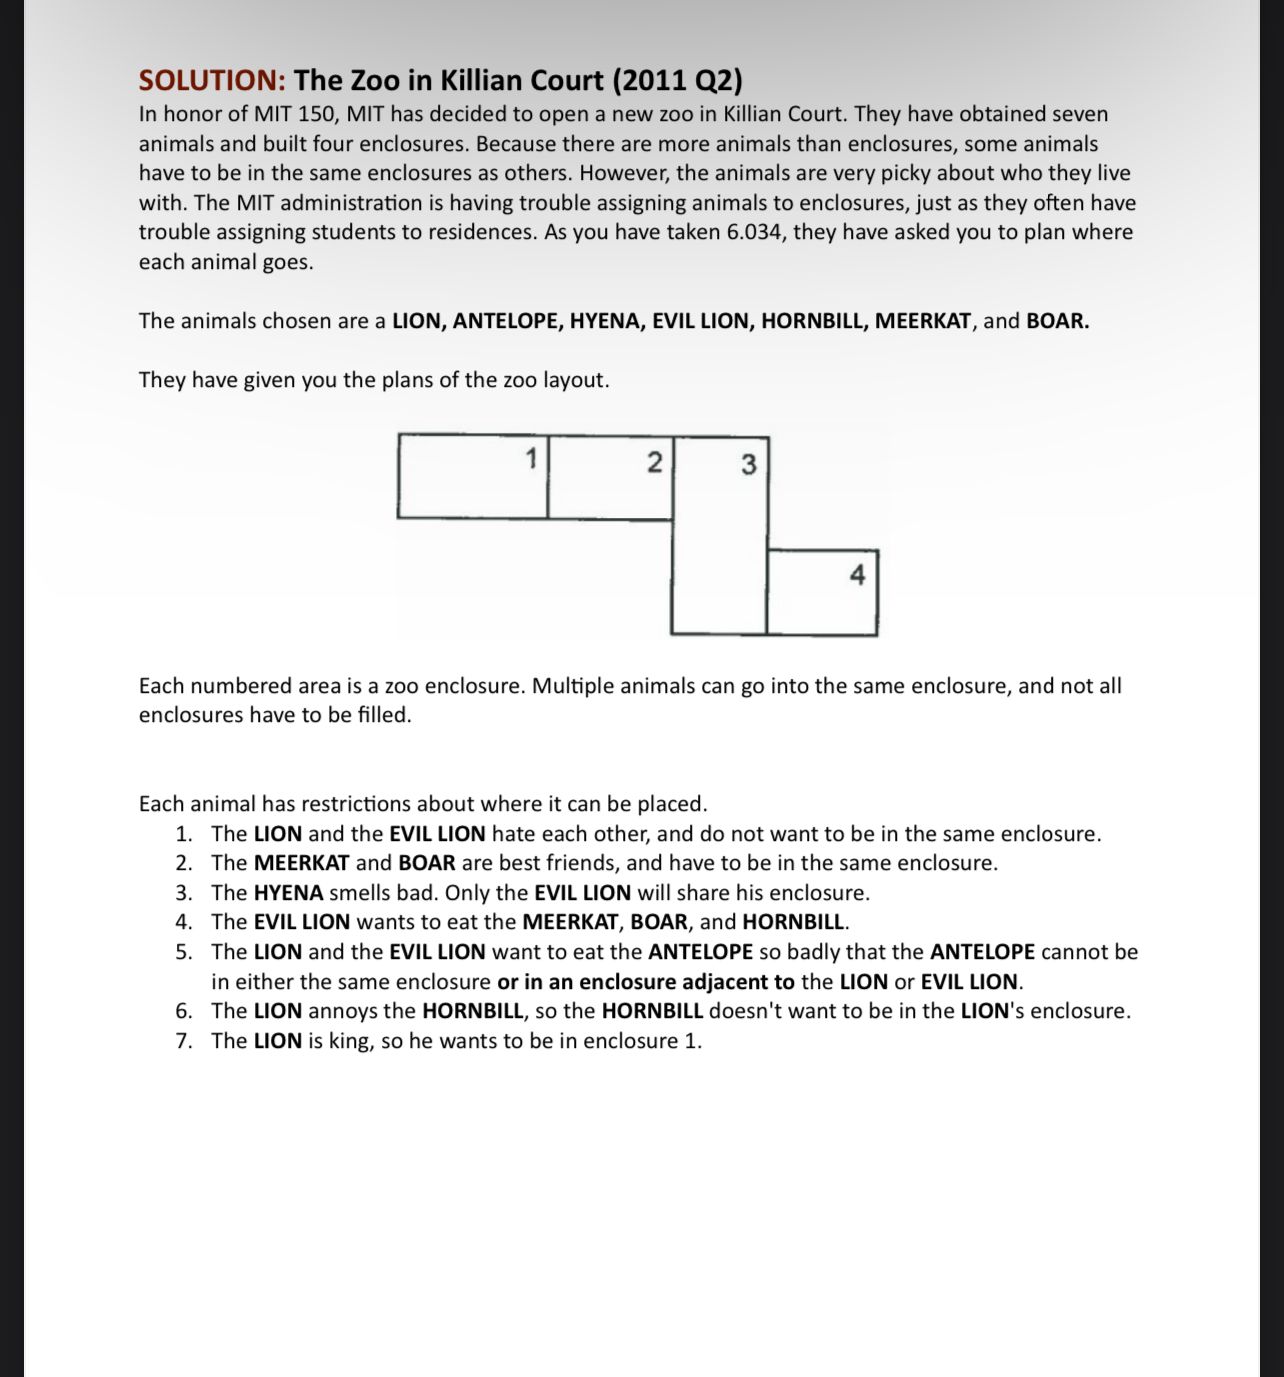 SOLUTION: The Zoo in Killian Court (2011 Q2)
In honor of MIT 150, MIT has decided to open a new zoo in Killian Court. They have obtained seven
animals and built four enclosures. Because there are more animals than enclosures, some animals
have to be in the same enclosures as others. However, the animals are very picky about who they live
with. The MIT administration is having trouble assigning animals to enclosures, just as they often have
trouble assigning students to residences. As you have taken 6.034, they have asked you to plan where
each animal goes.
The animals chosen are a LION, ANTELOPE, HYENA, EVIL LION, HORNBILL, MEERKAT, and BOAR.
They have given you the plans of the zoo layout.
1 2 3
4
Each numbered area is a zoo enclosure. Multiple animals can go into the same enclosure, and not all
enclosures have to be filled.
Each animal has restrictions about where it can be placed.
1. The LION and the EVIL LION hate each other, and do not want to be in the same enclosure.
2. The MEERKAT and BOAR are best friends, and have to be in the same enclosure.
3. The HYENA smells bad. Only the EVIL LION will share his enclosure.
4. The EVIL LION wants to eat the MEERKAT, BOAR, and HORNBILL.
5. The LION and the EVIL LION want to eat the ANTELOPE so badly that the ANTELOPE cannot be
in either the same enclosure or in an enclosure adjacent to the LION or EVIL LION.
6. The LION annoys the HORNBILL, so the HORNBILL doesn't want to be in the LION's enclosure.
7. The LION is king, so he wants to be in enclosure 1.